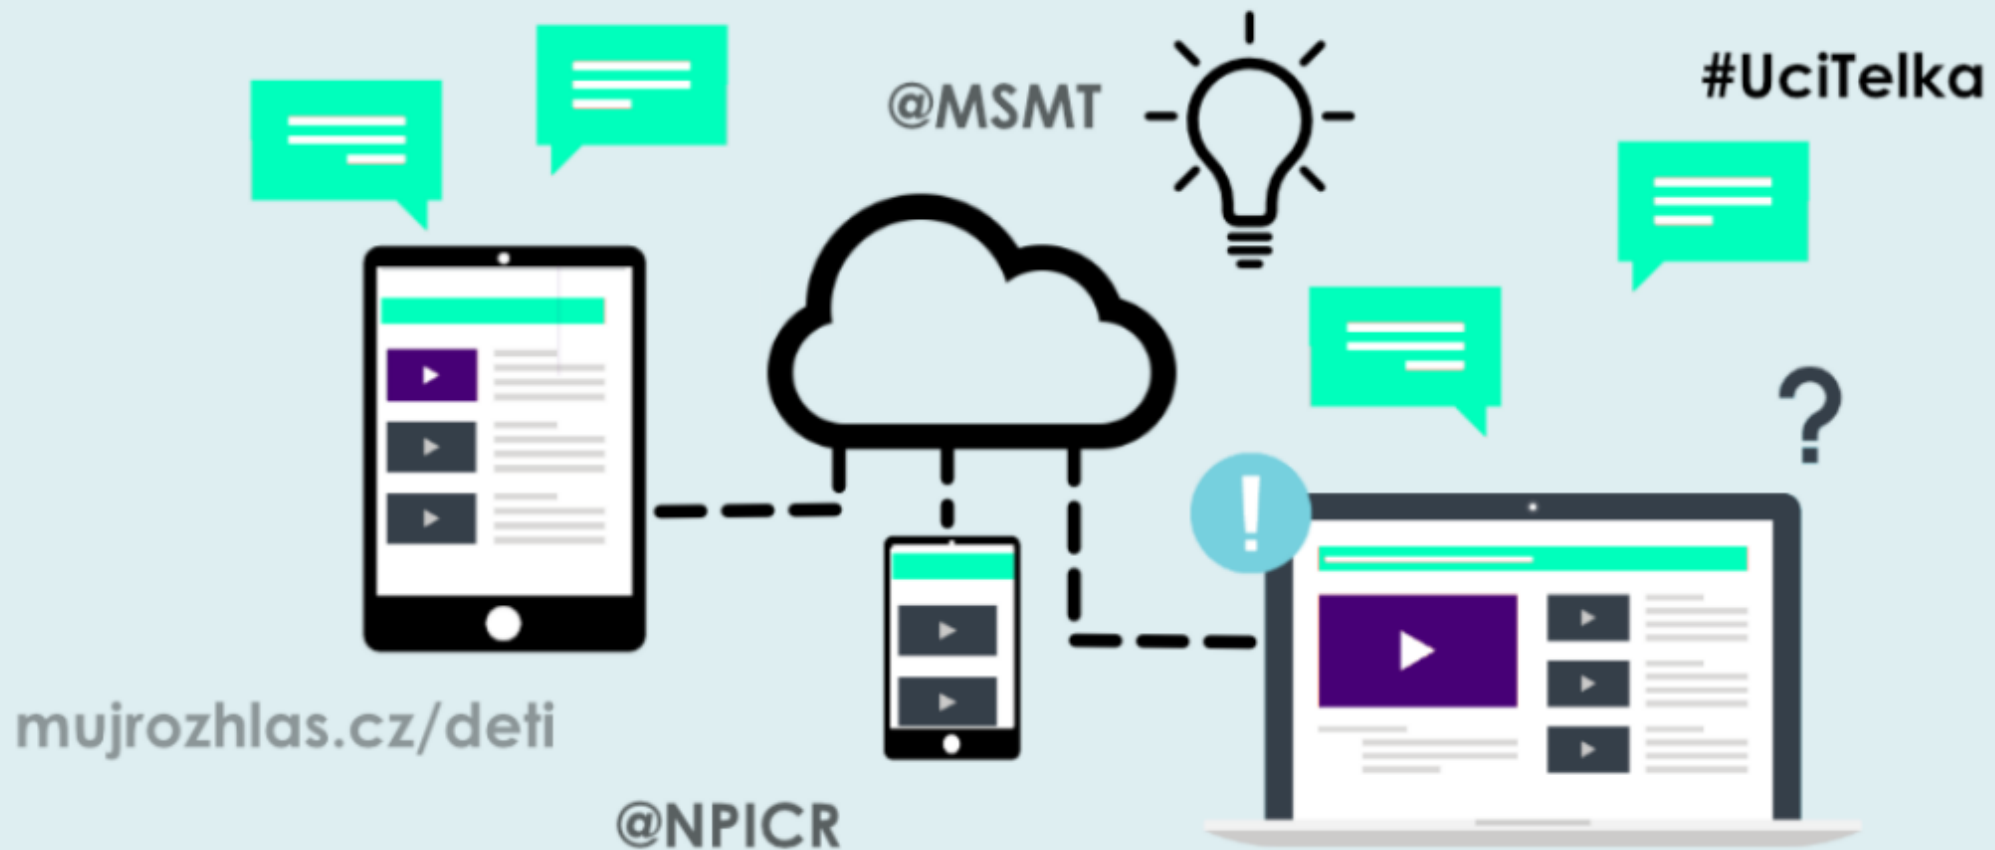 #UciTelka
@MSMT
!
?
mujrozhlas.cz/deti
@NPICR